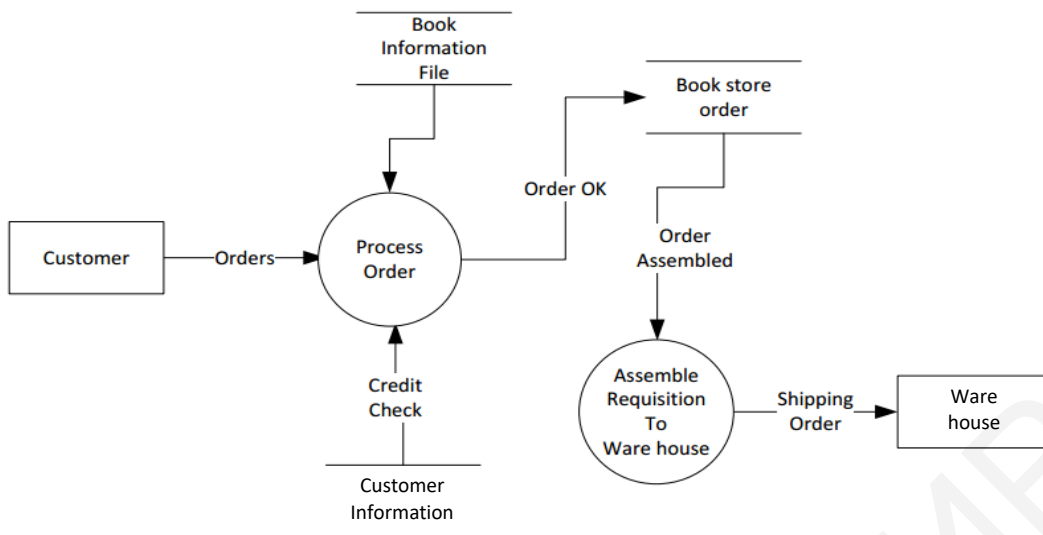 Book
Information
File
Book store
order
Order OK
Customer
Orders
Process
Order
Order
Assembled
Credit
Check
Assemble
Requisition
To
Ware house
Shipping
Order
Ware
house
Customer
Information